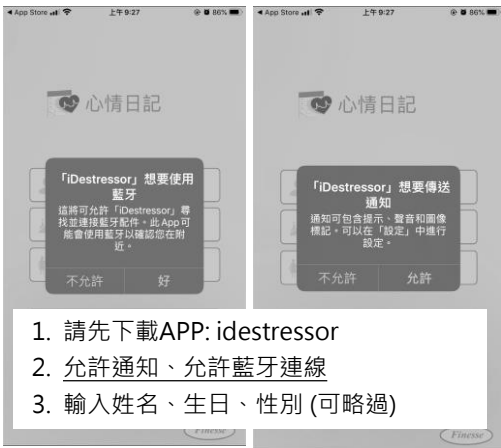 App Store
上午9:27
86%
心情日記
「iDestressor」想要使用
藍牙
這將可允許「iDestressor」尋
找並連接藍牙配件。此 App 可
能會使用藍牙以確認您在附
近。
不允許
好
App Store
上午9:27
86%
心情日記
「iDestressor」想要傳送
通知
通知可包含提示、聲音和圖像
標記。可以在「設定」中進行
設定。
不允許
允許
1. 請先下載APP: idestressor
2. 允許通知、允許藍牙連線
3. 輸入姓名、生日、性別 (可略過)
Finesse
Finesse